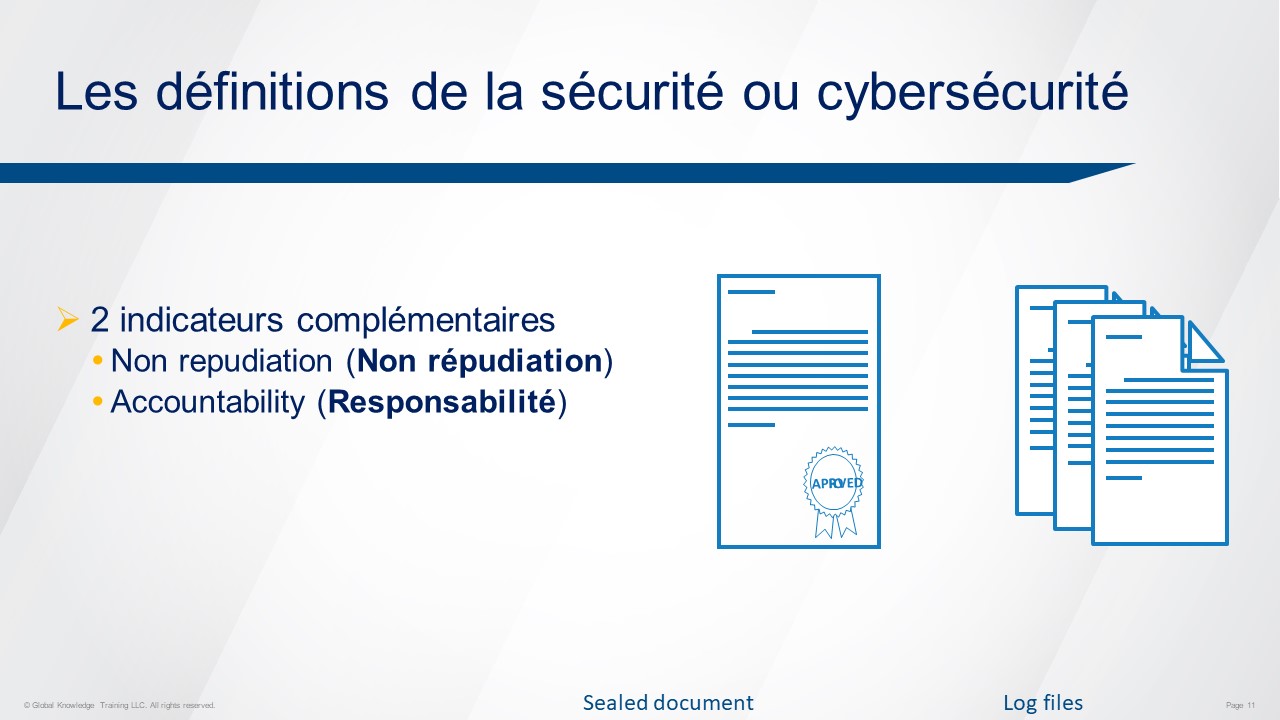 Les définitions de la sécurité ou cybersécurité
2 indicateurs complémentaires
Non repudiation (Non répudiation)
Accountability (Responsabilité)
Sealed document
Log files
© Global Knowledge Training LLC. All rights reserved.
Page 11